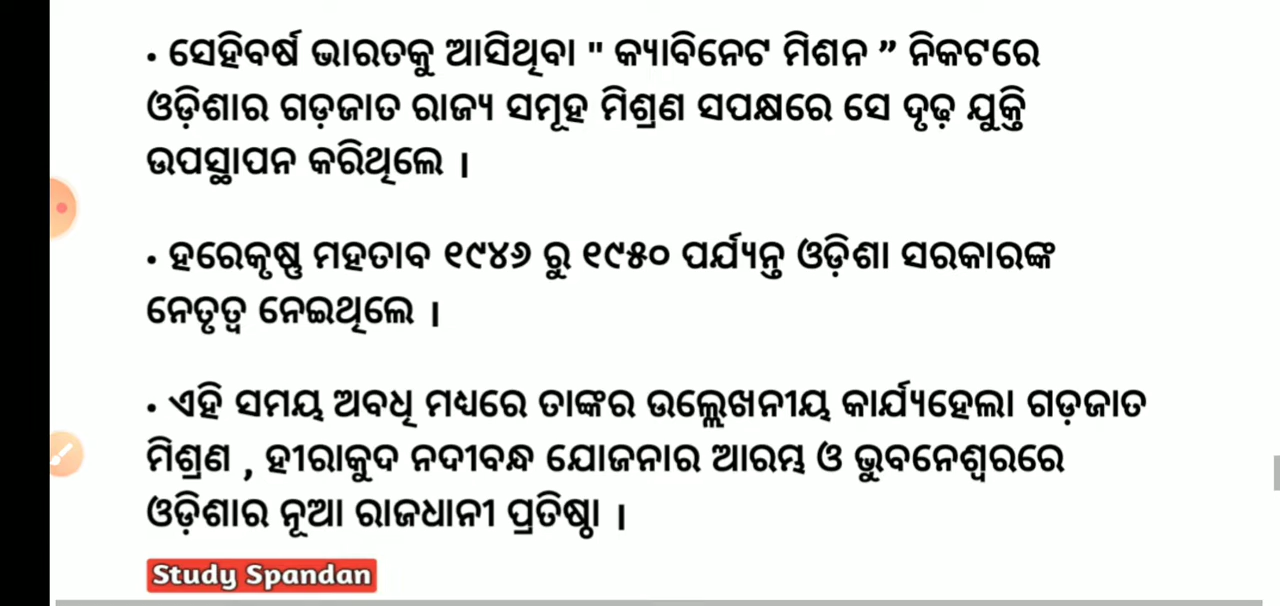 • ସେହିବର୍ଷ ଭାରତକୁ ଆସିଥିବା " କ୍ୟାବିନେଟ ମିଶନ ” ନିକଟରେ
ଓଡ଼ିଶାର ଗଡ଼ଜାତ ରାଜ୍ୟ ସମୂହ ମିଶ୍ରଣ ସପକ୍ଷରେ ସେ ଦୃଢ଼ ଯୁକ୍ତି
ଉପସ୍ଥାପନ କରିଥିଲେ ।
• ହରେକୃଷ୍ଣ ମହତାବ ୧୯୪୬ ରୁ ୧୯୫୦ ପର୍ଯ୍ୟନ୍ତ ଓଡ଼ିଶା ସରକାରଙ୍କ
ନେତୃତ୍ୱ ନେଇଥିଲେ ।
• ଏହି ସମୟ ଅବଧି ମଧ୍ୟରେ ତାଙ୍କର ଉଲ୍ଲେଖନୀୟ କାର୍ଯ୍ୟହେଲା ଗଡ଼ଜାତ
ମିଶ୍ରଣ , ହୀରାକୁଦ ନଦୀବନ୍ଧ ଯୋଜନାର ଆରମ୍ଭ ଓ ଭୁବନେଶ୍ୱରରେ
ଓଡ଼ିଶାର ନୂଆ ରାଜଧାନୀ ପ୍ରତିଷ୍ଠା ।
Study Spandan